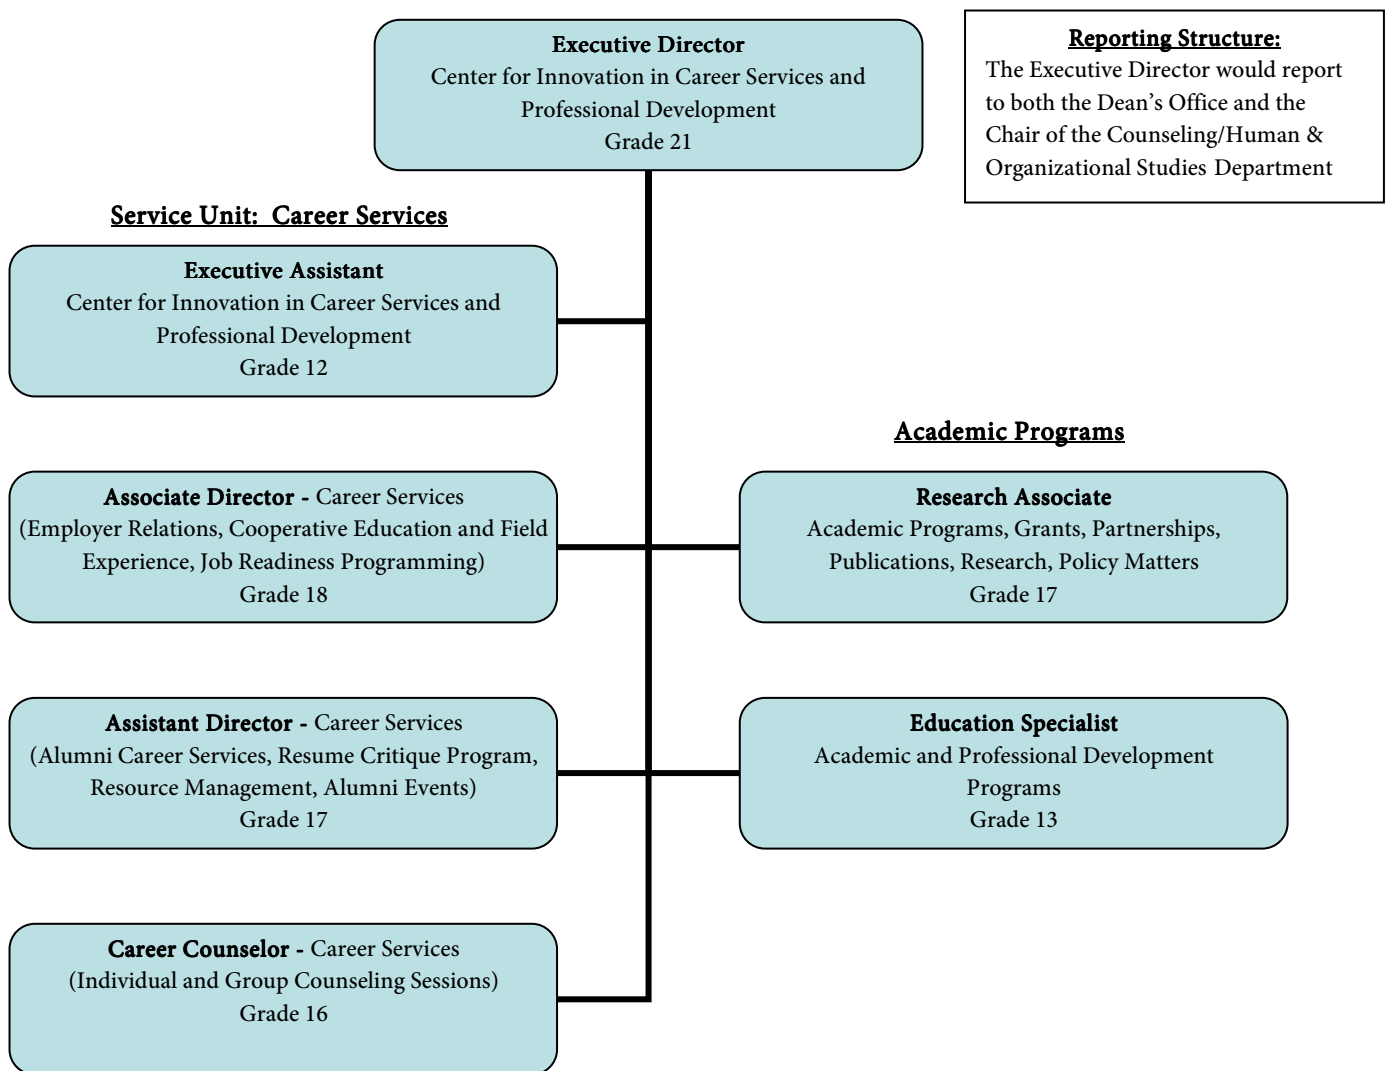 Executive Director
Center for Innovation in Career Services and
Professional Development
Grade 21
Reporting Structure:
The Executive Director would report
to both the Dean’s Office and the
Chair of the Counseling/Human &
Organizational Studies Department
Service Unit:  Career Services
Executive Assistant
Center for Innovation in Career Services and
Professional Development
Grade 12
Academic Programs
Associate Director - Career Services
(Employer Relations, Cooperative Education and Field
Experience, Job Readiness Programming)
Grade 18
Research Associate
Academic Programs, Grants, Partnerships,
Publications, Research, Policy Matters
Grade 17
Assistant Director - Career Services
(Alumni Career Services, Resume Critique Program,
Resource Management, Alumni Events)
Grade 17
Education Specialist
Academic and Professional Development
Programs
Grade 13
Career Counselor - Career Services
(Individual and Group Counseling Sessions)
Grade 16